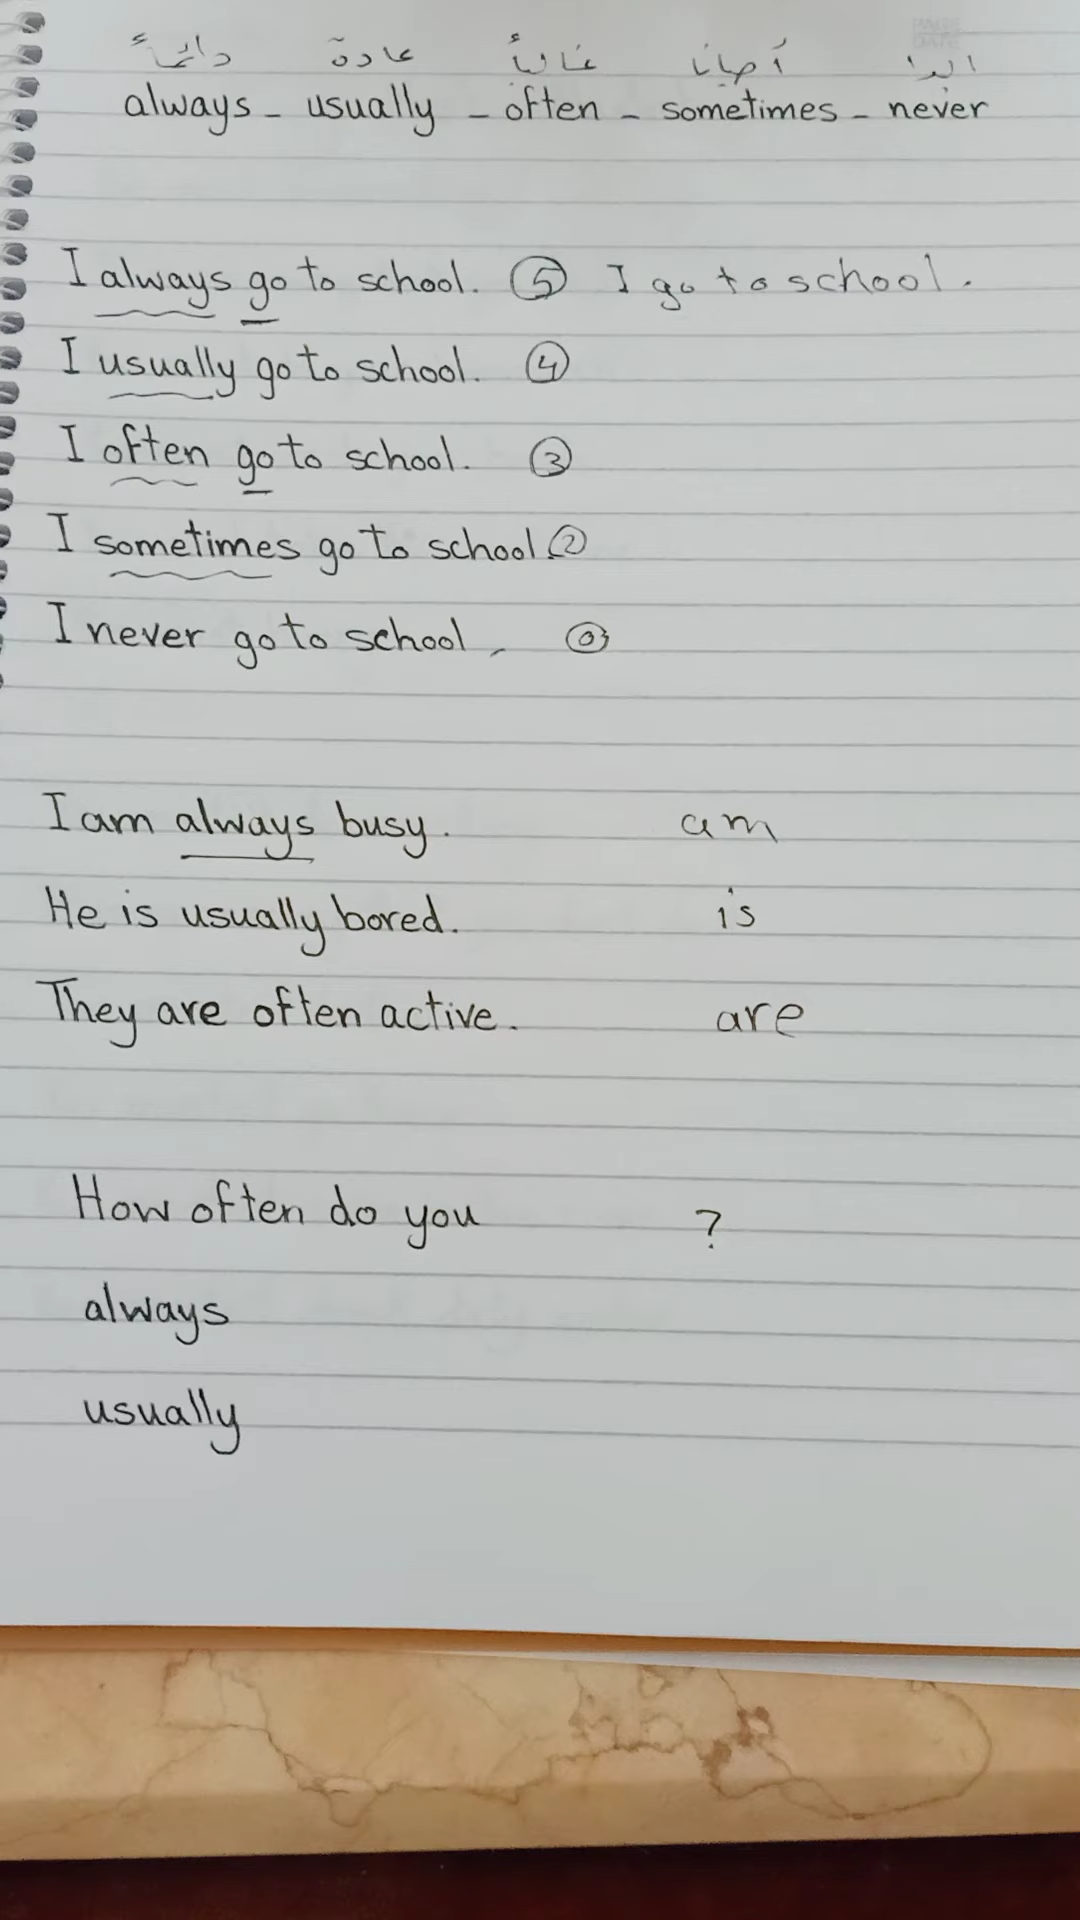 دائماً عادة غالباً أحيانا ابدا
always - usually - often - sometimes - never
I always go to school. 5 I go to school.
I usually go to school. 4
I often go to school. 3
I sometimes go to school. 2
I never go to school. 0
I am always busy. am
He is usually bored. is
They are often active. are
How often do you ?
always
usually